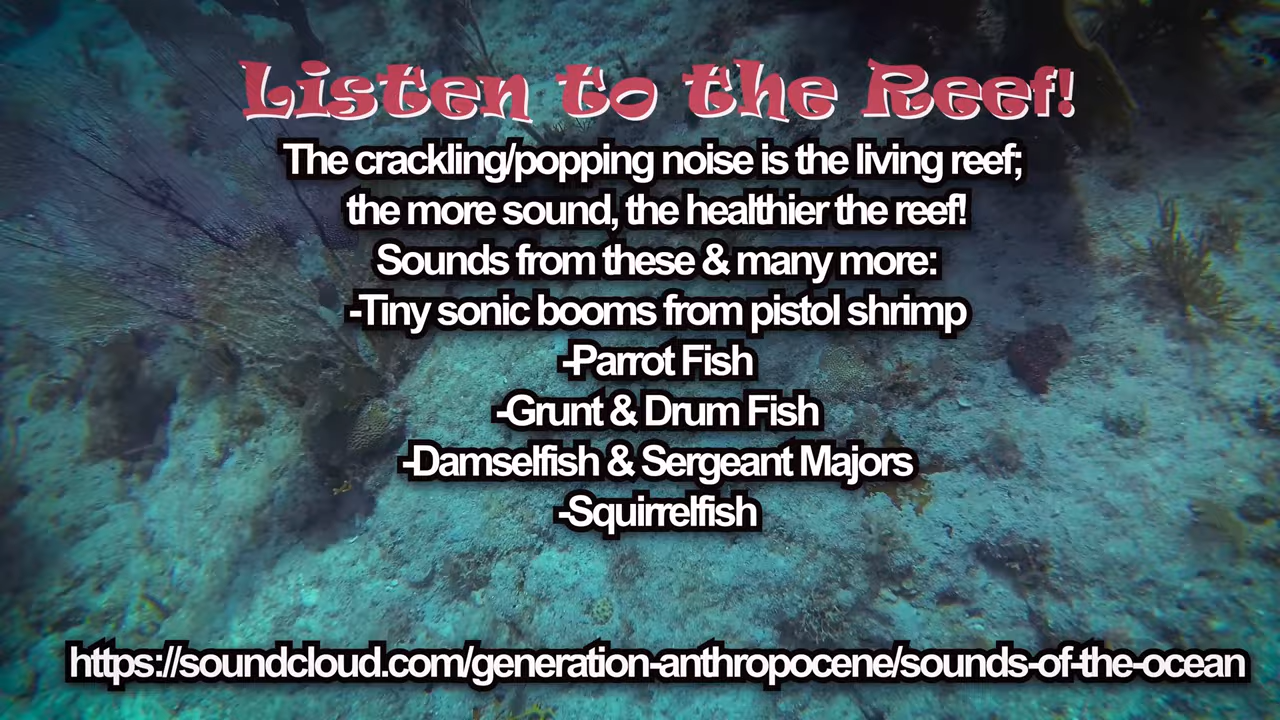 Listen to the Reef!
The crackling/popping noise is the living reef;
the more sound, the healthier the reef!
Sounds from these & many more:
-Tiny sonic booms from pistol shrimp
-Parrot Fish
-Grunt & Drum Fish
-Damselfish & Sergeant Majors
-Squirrelfish
https://soundcloud.com/generation-anthropocene/sounds-of-the-ocean